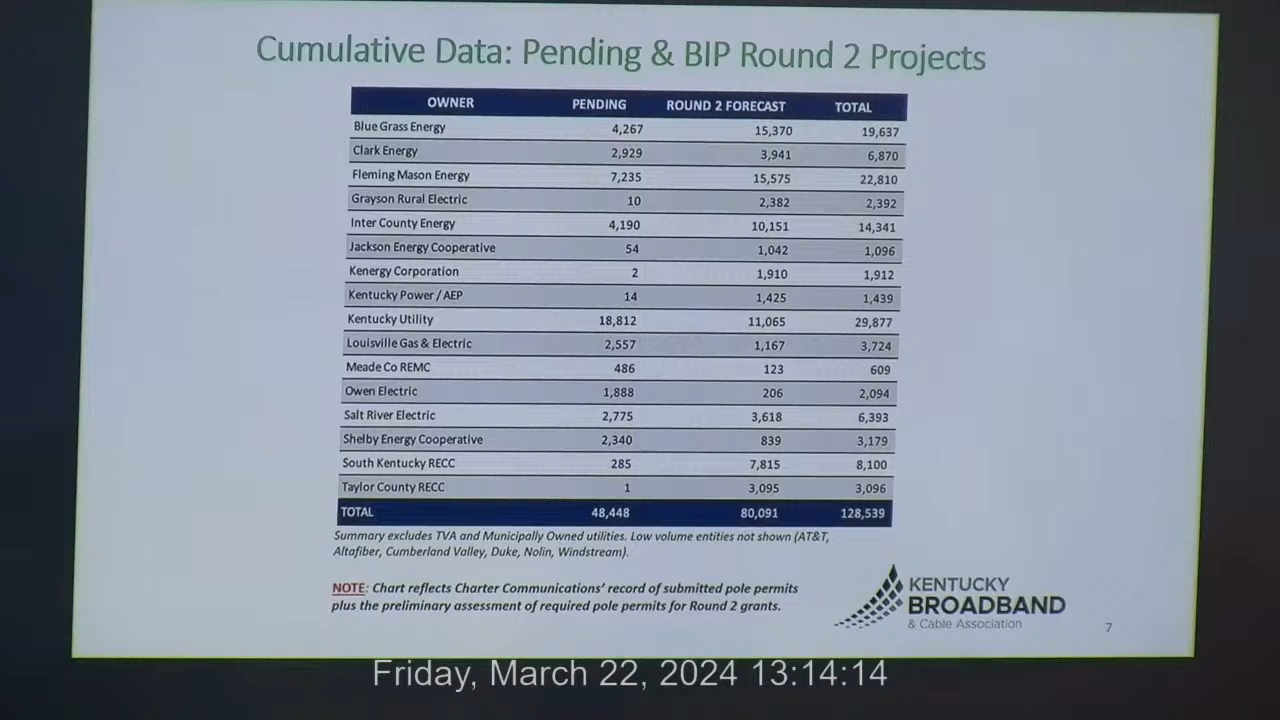 Cumulative Data: Pending & BIP Round 2 Projects
OWNER PENDING ROUND 2 FORECAST TOTAL
Blue Grass Energy 4,267 15,370 19,637
Clark Energy 2,929 3,941 6,870
Fleming Mason Energy 7,235 15,575 22,810
Grayson Rural Electric 10 2,382 2,392
Inter County Energy 4,190 10,151 14,341
Jackson Energy Cooperative 54 1,042 1,096
Kenergy Corporation 2 1,910 1,912
Kentucky Power / AEP 14 1,425 1,439
Kentucky Utility 18,812 11,065 29,877
Louisville Gas & Electric 2,557 1,167 3,724
Meade Co REMC 486 123 609
Owen Electric 1,888 206 2,094
Salt River Electric 2,775 3,618 6,393
Shelby Energy Cooperative 2,340 839 3,179
South Kentucky RECC 285 7,815 8,100
Taylor County RECC 1 3,095 3,096
TOTAL 48,448 80,091 128,539
Summary excludes TVA and Municipally Owned utilities. Low volume entities not shown (AT&T,
Altafiber, Cumberland Valley, Duke, Nolin, Windstream).
NOTE: Chart reflects Charter Communications' record of submitted pole permits
plus the preliminary assessment of required pole permits for Round 2 grants.
KENTUCKY
BROADBAND
& Cable Association
7
Friday, March 22, 2024 13:14:14